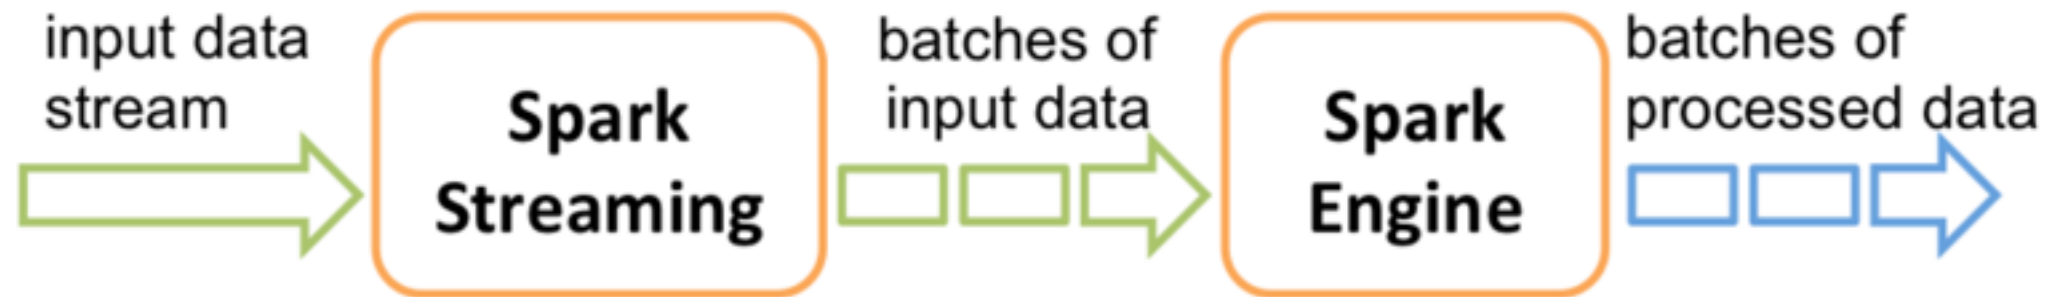 input data
stream
Spark
Streaming
batches of
input data
Spark
Engine
batches of
processed data